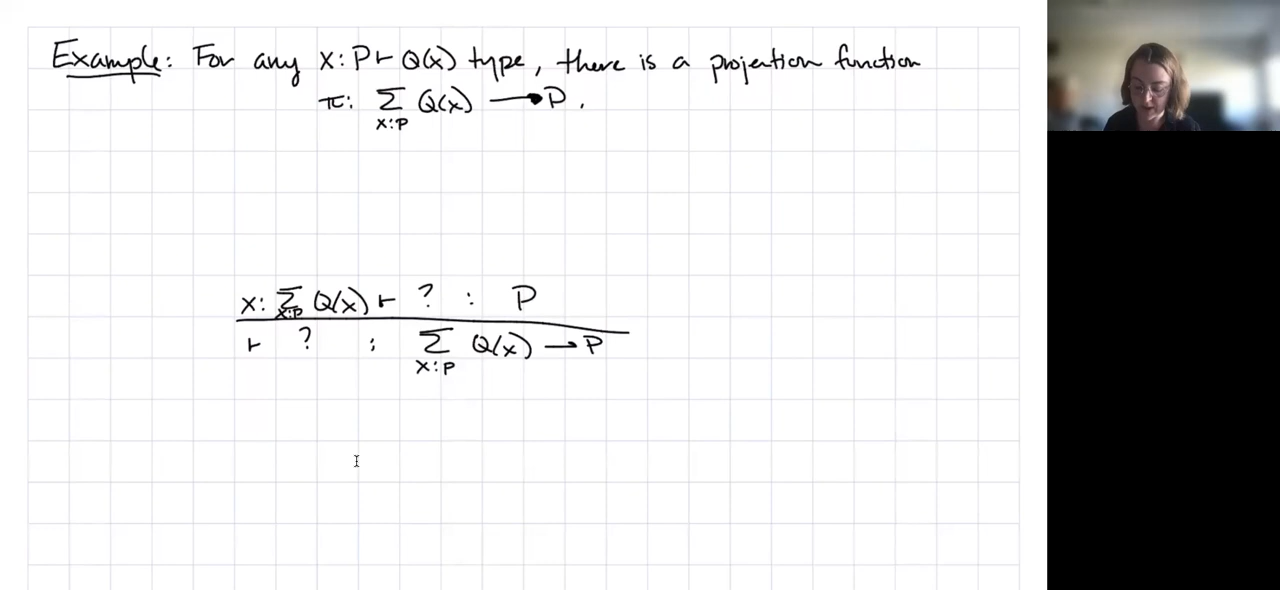 Example: For any x:P ⊢ Q(x) type, there is a projection function
π: Σ_{x:P} Q(x) → P.
x: Σ_{x:P} Q(x) ⊢ ? : P
⊢ ? : Σ_{x:P} Q(x) → P